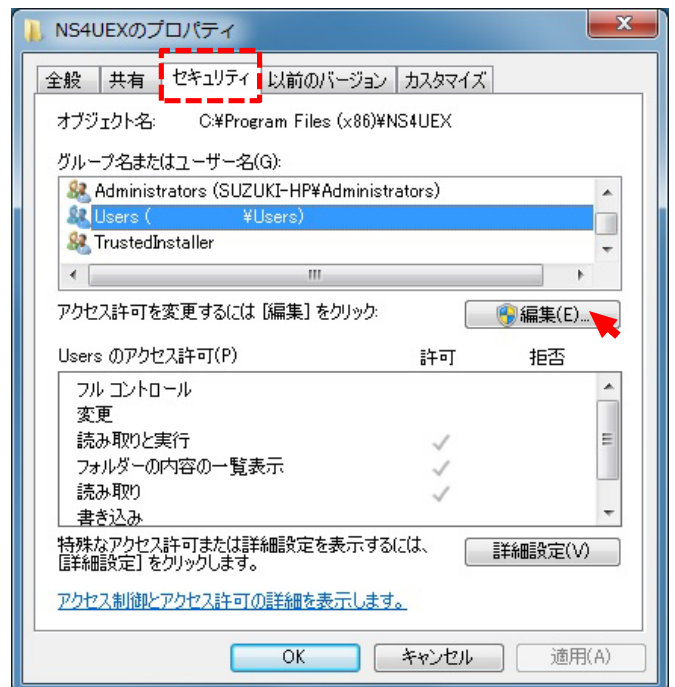 NS4UEXのプロパティ
全般 共有 セキュリティ 以前のバージョン カスタマイズ
オブジェクト名: C:¥Program Files (x86)¥NS4UEX
グループ名またはユーザー名(G):
Administrators (SUZUKI-HP¥Administrators)
Users ( ¥Users)
TrustedInstaller
アクセス許可を変更するには [編集] をクリック: 編集(E)...
Users のアクセス許可(P) 許可 拒否
フル コントロール
変更
読み取りと実行
フォルダーの内容の一覧表示
読み取り
書き込み
特殊なアクセス許可または詳細設定を表示するには、
[詳細設定] をクリックします。 詳細設定(V)
アクセス制御とアクセス許可の詳細を表示します。
OK キャンセル 適用(A)